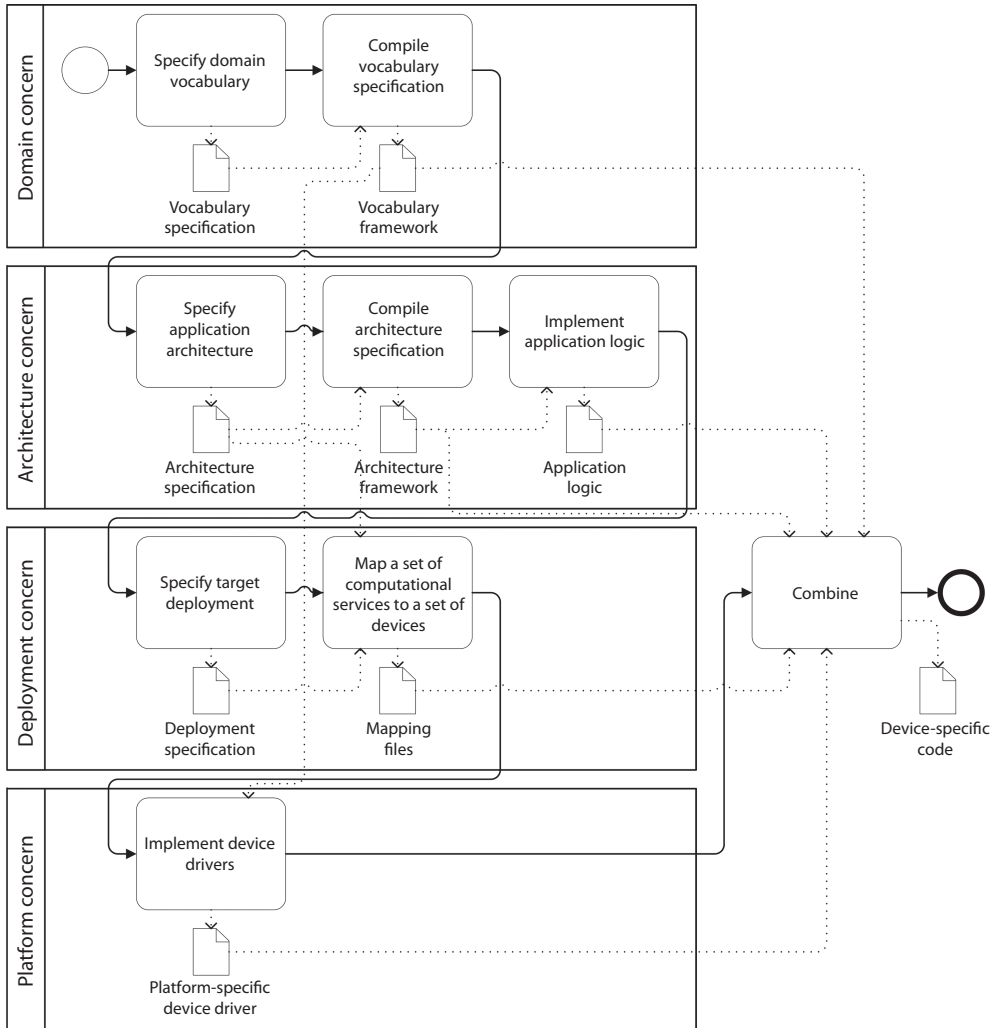 Domain concern
Specify domain
vocabulary
Compile
vocabulary
specification
Vocabulary
specification
Vocabulary
framework
Architecture concern
Specify
application
architecture
Compile
architecture
specification
Implement
application logic
Architecture
specification
Architecture
framework
Application
logic
Deployment concern
Specify target
deployment
Map a set of
computational
services to a set of
devices
Combine
Deployment
specification
Mapping
files
Device-specific
code
Platform concern
Implement device
drivers
Platform-specific
device driver